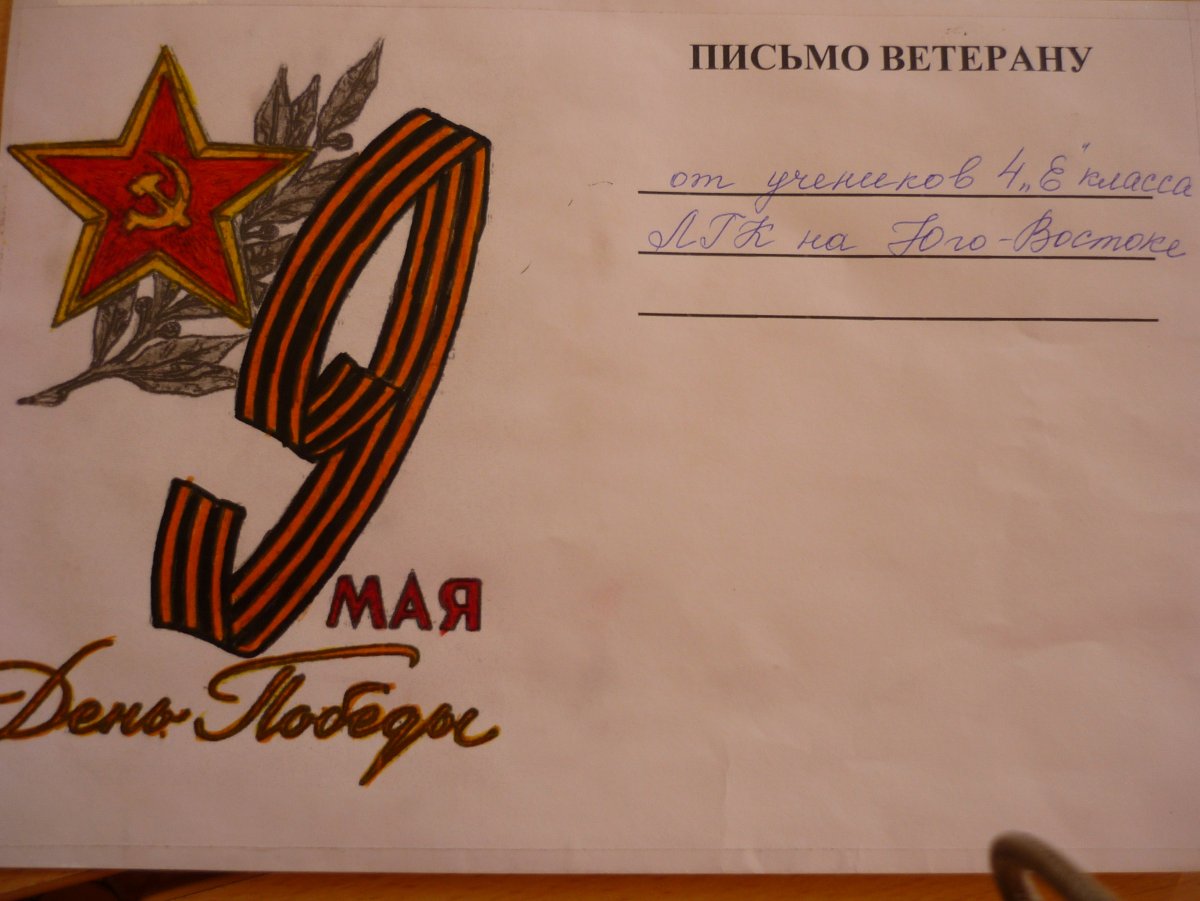 ПИСЬМО ВЕТЕРАНУ
от учеников 4 „Е" класса
ЛГК на Юго-Востоке
9
МАЯ
День Победы